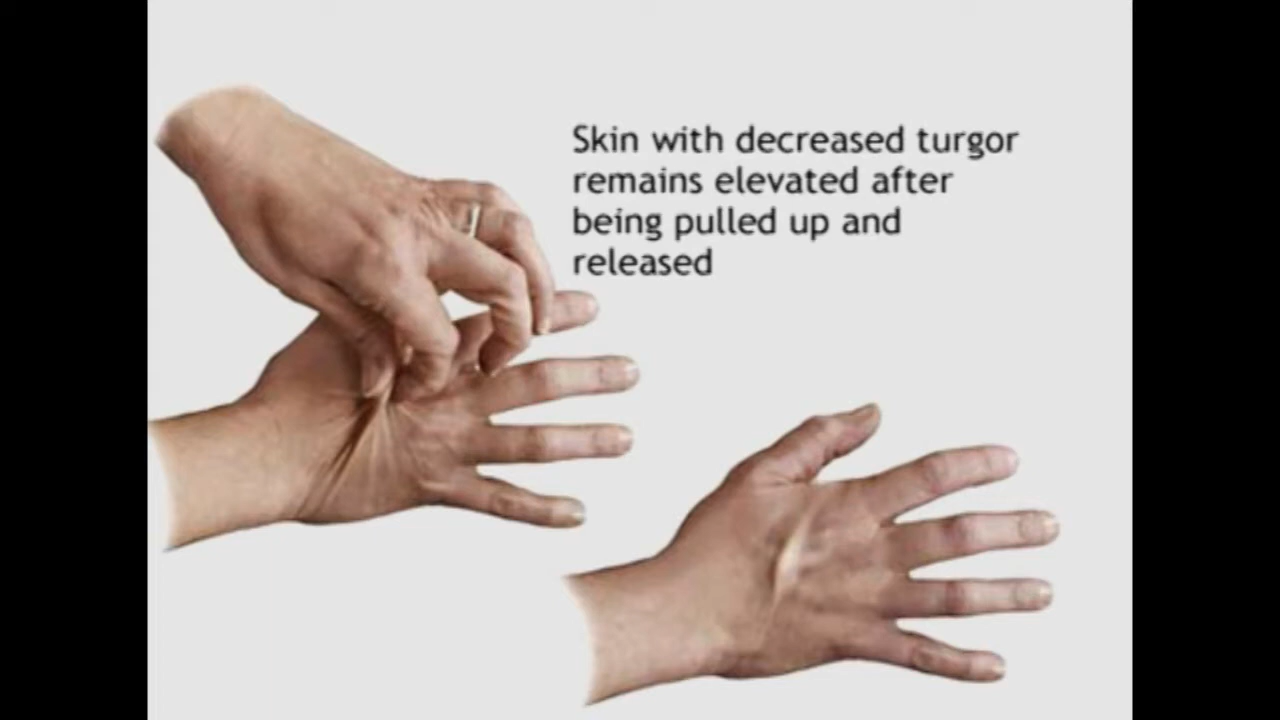 Skin with decreased turgor
remains elevated after
being pulled up and
released